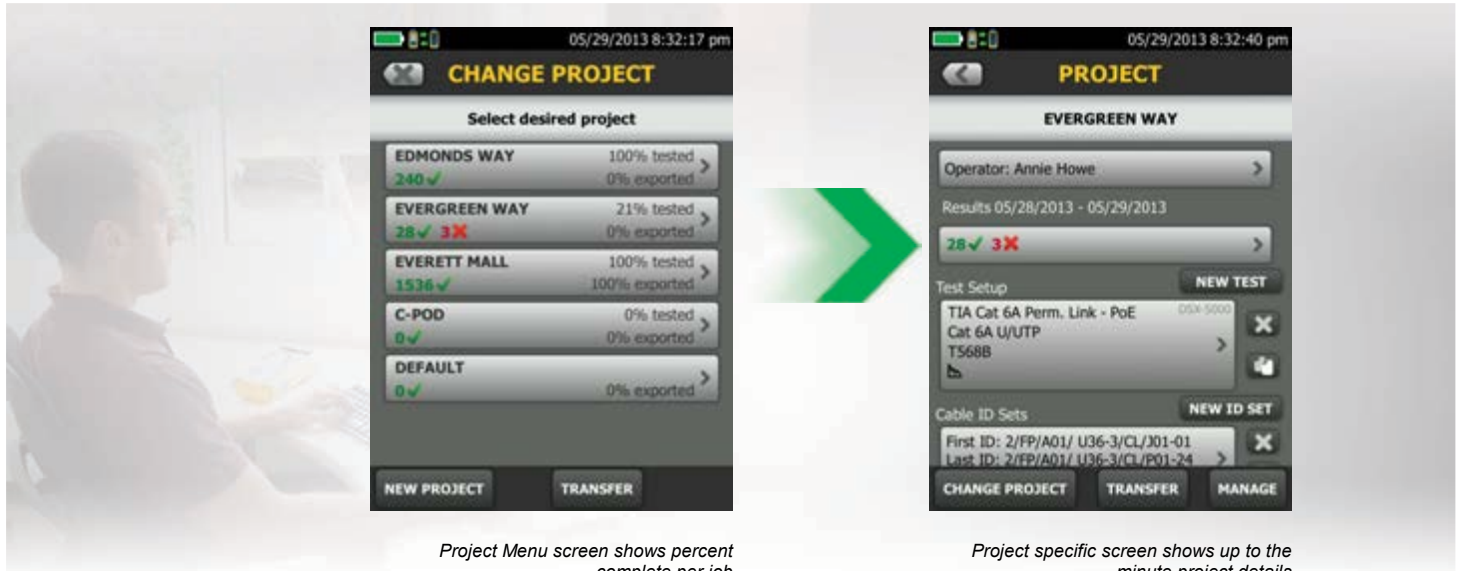 05/29/2013 8:32:17 pm
CHANGE PROJECT
Select desired project
EDMONDS WAY 100% tested
240 ✓ 0% exported
EVERGREEN WAY 21% tested
28 ✓ 3 ✗ 0% exported
EVERETT MALL 100% tested
1536 ✓ 100% exported
C-POD 0% tested
0 ✓ 0% exported
DEFAULT
0 ✓ 0% exported
NEW PROJECT TRANSFER
Project Menu screen shows percent
complete per job
05/29/2013 8:32:40 pm
PROJECT
EVERGREEN WAY
Operator: Annie Howe
Results 05/28/2013 - 05/29/2013
28 ✓ 3 ✗
Test Setup NEW TEST
TIA Cat 6A Perm. Link - PoE DSX-5000
Cat 6A U/UTP
T568B
Cable ID Sets NEW ID SET
First ID: 2/FP/A01/ U36-3/CL/J01-01
Last ID: 2/FP/A01/ U36-3/CL/P01-24
CHANGE PROJECT TRANSFER MANAGE
Project specific screen shows up to the
minute project details